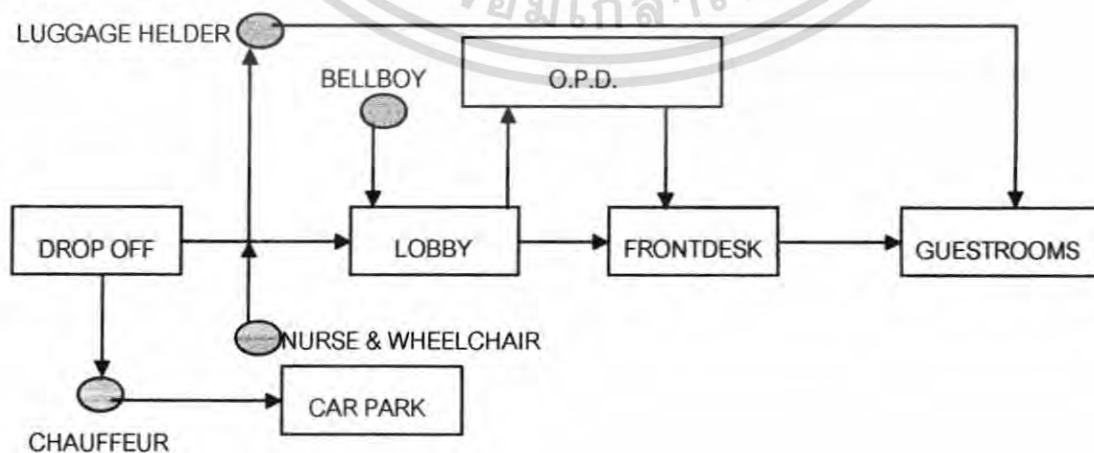 LUGGAGE HELDER
BELLBOY
O.P.D.
DROP OFF
LOBBY
FRONTDESK
GUESTROOMS
NURSE & WHEELCHAIR
CAR PARK
CHAUFFEUR